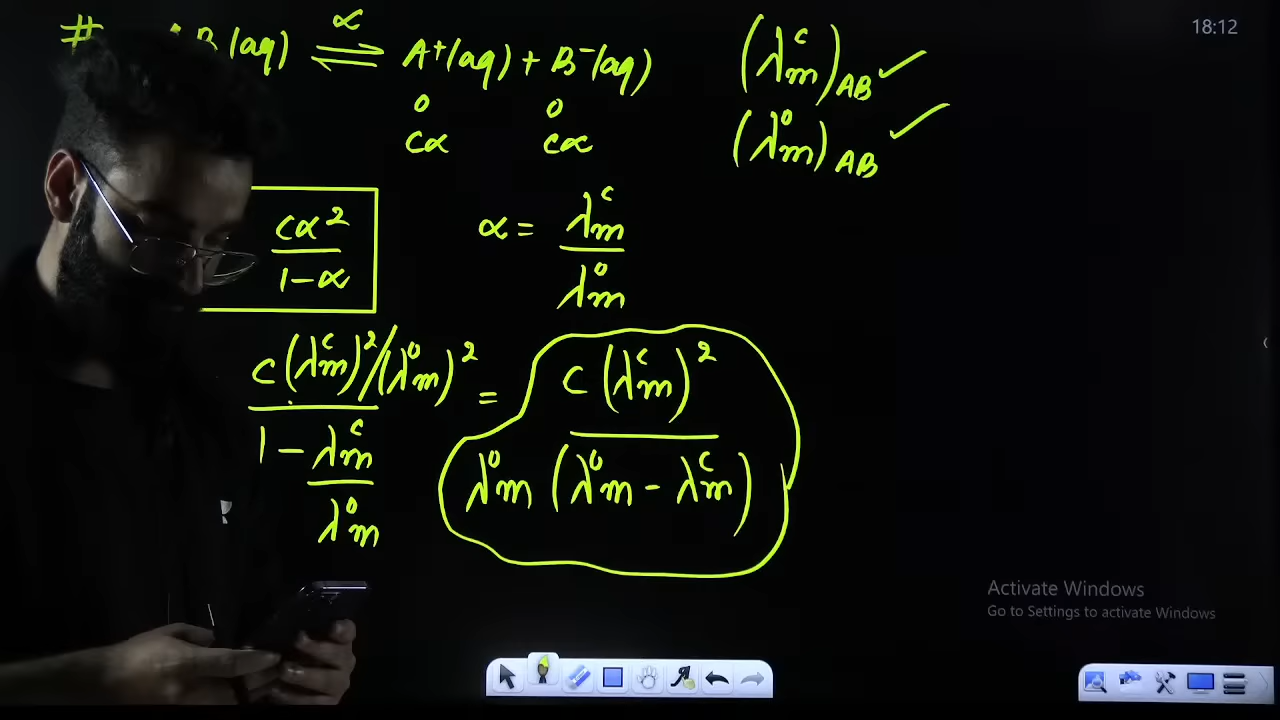 18:12
# B (aq) ⇌ A⁺(aq) + B⁻(aq)
α
0 0
cα cα
(λᶜm)AB ✓
(λ⁰m)AB ✓
cα² / 1-α
α = λᶜm / λ⁰m
c(λᶜm)²/(λ⁰m)² / 1 - λᶜm/λ⁰m = c(λᶜm)² / λ⁰m (λ⁰m - λᶜm)
Activate Windows
Go to Settings to activate Windows